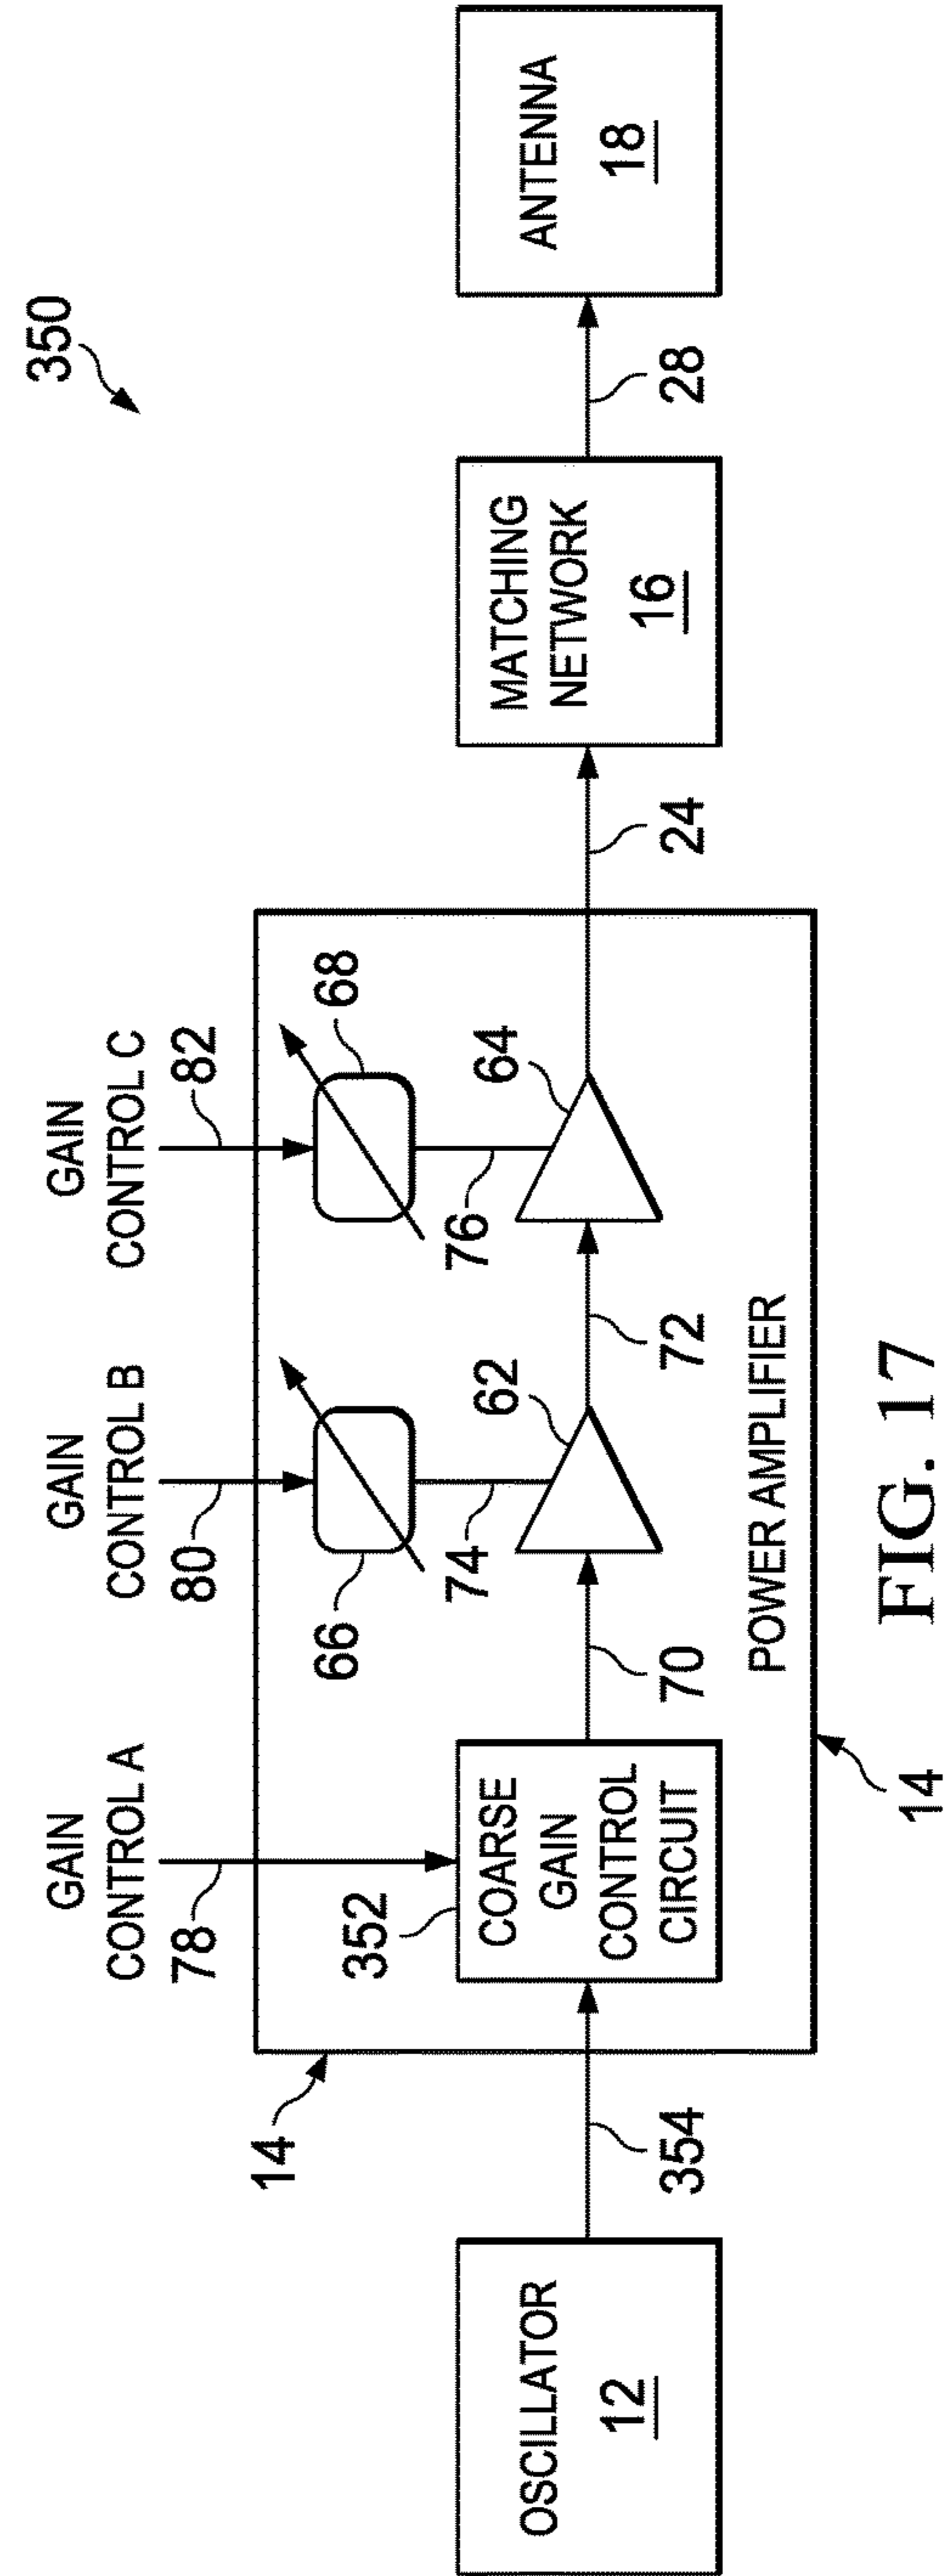 350
GAIN
CONTROL A
78
GAIN
CONTROL B
80
GAIN
CONTROL C
82
14
352
66
68
74
76
62
64
OSCILLATOR
12
354
COARSE
GAIN
CONTROL
CIRCUIT
70
72
24
MATCHING
NETWORK
16
28
ANTENNA
18
POWER AMPLIFIER
14
FIG. 17